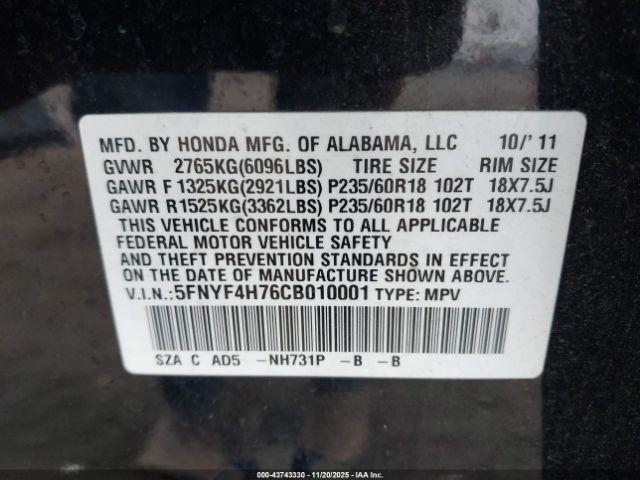 MFD. BY HONDA MFG. OF ALABAMA, LLC 10/'11
GVWR 2765KG(6096LBS) TIRE SIZE RIM SIZE
GAWR F 1325KG(2921LBS) P235/60R18 102T 18X7.5J
GAWR R1525KG(3362LBS) P235/60R18 102T 18X7.5J
THIS VEHICLE CONFORMS TO ALL APPLICABLE
FEDERAL MOTOR VEHICLE SAFETY
AND THEFT PREVENTION STANDARDS IN EFFECT
ON THE DATE OF MANUFACTURE SHOWN ABOVE.
V.I.N.:5FNYF4H76CB010001 TYPE: MPV
SZA C AD5 -NH731P -B -B
000-43743330 - 11/20/2025 - IAA Inc.